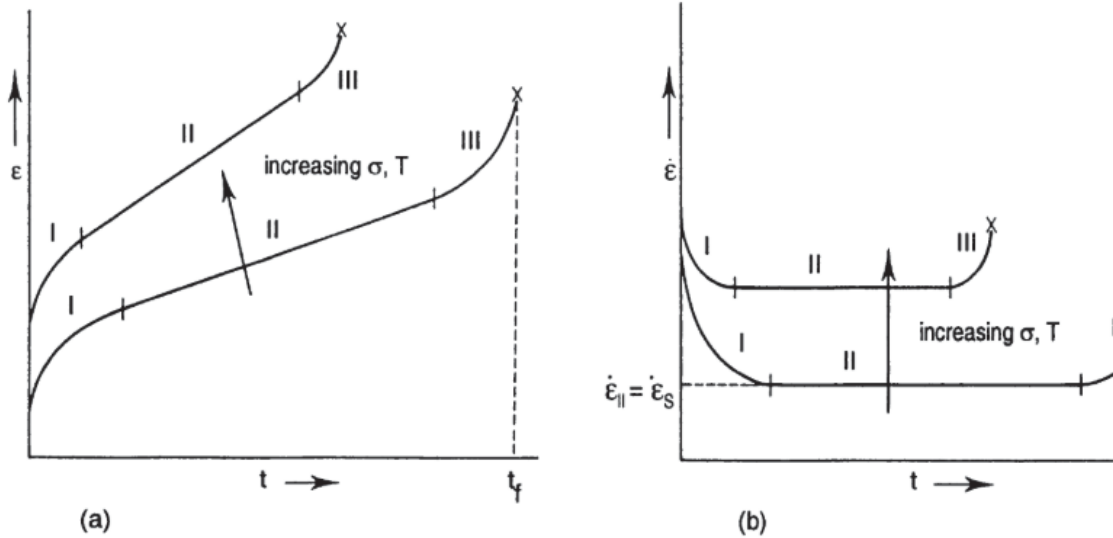 III
II
III
ε
increasing σ, T
I
II
I
t
t_f
(a)
ε̇
I
II
III
increasing σ, T
I
II
ε̇_II = ε̇_S
t
(b)